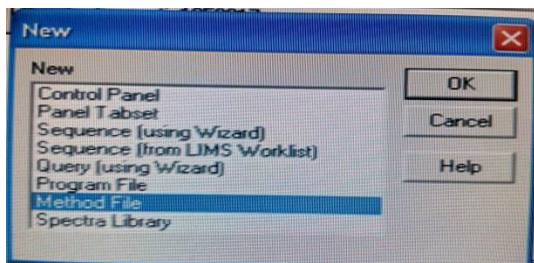 New
New
Control Panel
Panel Tabset
Sequence (using Wizard)
Sequence (from LIMS Worklist)
Query (using Wizard)
Program File
Method File
Spectra Library
OK
Cancel
Help